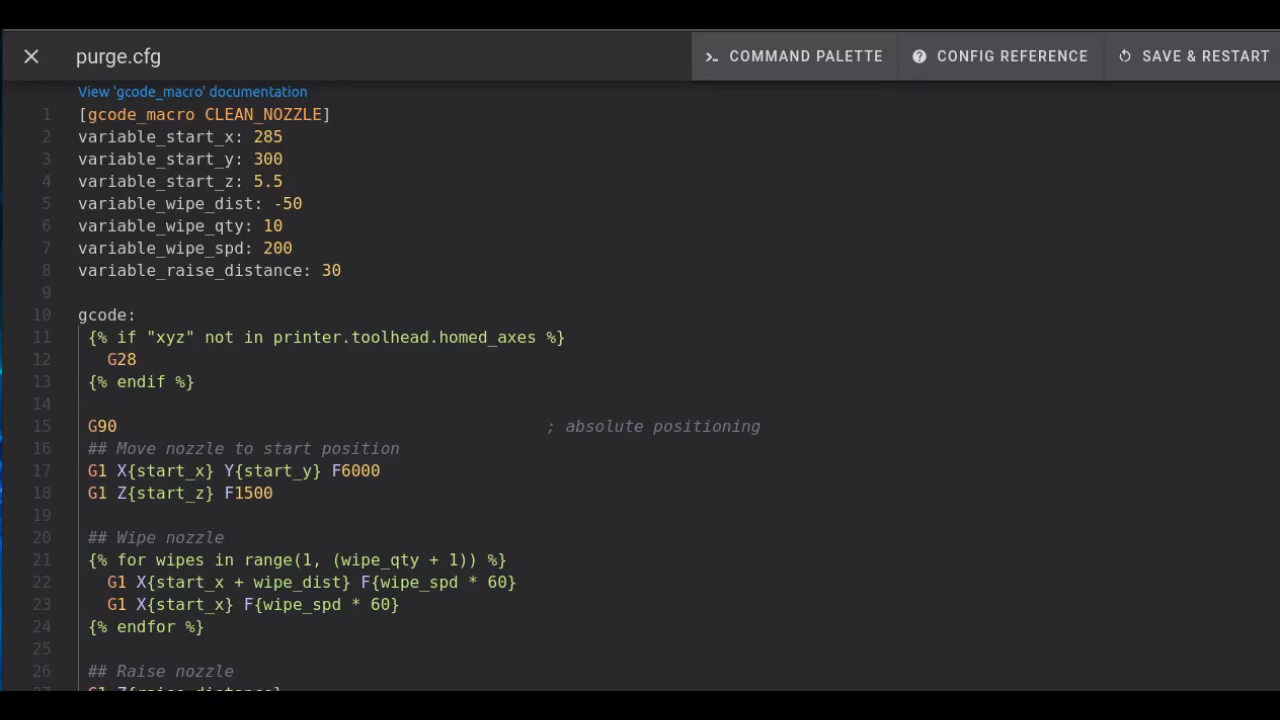 purge.cfg
COMMAND PALETTE
CONFIG REFERENCE
SAVE & RESTART
View 'gcode_macro' documentation
1 [gcode_macro CLEAN_NOZZLE]
2 variable_start_x: 285
3 variable_start_y: 300
4 variable_start_z: 5.5
5 variable_wipe_dist: -50
6 variable_wipe_qty: 10
7 variable_wipe_spd: 200
8 variable_raise_distance: 30
9
10 gcode:
11 {% if "xyz" not in printer.toolhead.homed_axes %}
12 G28
13 {% endif %}
14
15 G90 ; absolute positioning
16 ## Move nozzle to start position
17 G1 X{start_x} Y{start_y} F6000
18 G1 Z{start_z} F1500
19
20 ## Wipe nozzle
21 {% for wipes in range(1, (wipe_qty + 1)) %}
22 G1 X{start_x + wipe_dist} F{wipe_spd * 60}
23 G1 X{start_x} F{wipe_spd * 60}
24 {% endfor %}
25
26 ## Raise nozzle
27 G1 Z{raise_distance}